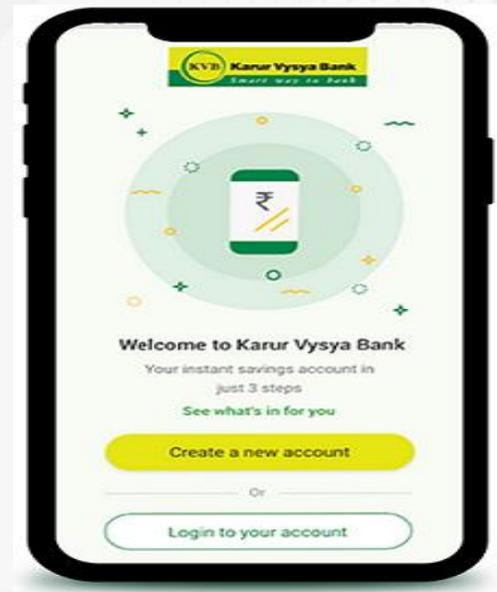 KVB Karur Vysya Bank
Smart way to Bank
₹
Welcome to Karur Vysya Bank
Your instant savings account in
just 3 steps
See what's in for you
Create a new account
Or
Login to your account